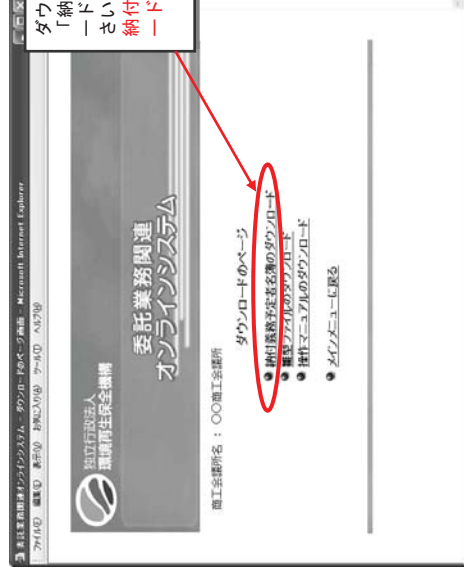 委託業務関連オンラインシステム - ダウンロードのページ画面 - Microsoft Internet Explorer
ファイル(F) 編集(E) 表示(V) お気に入り(A) ツール(T) ヘルプ(H)
独立行政法人
環境再生保全機構
委託業務関連
オンラインシステム
商工会議所名 : 〇〇商工会議所
ダウンロードのページ
納付義務予定者名簿のダウンロード
雛型ファイルのダウンロード
操作マニュアルのダウンロード
メインメニューに戻る
ダウ
「納
ード
さい
納付
ード